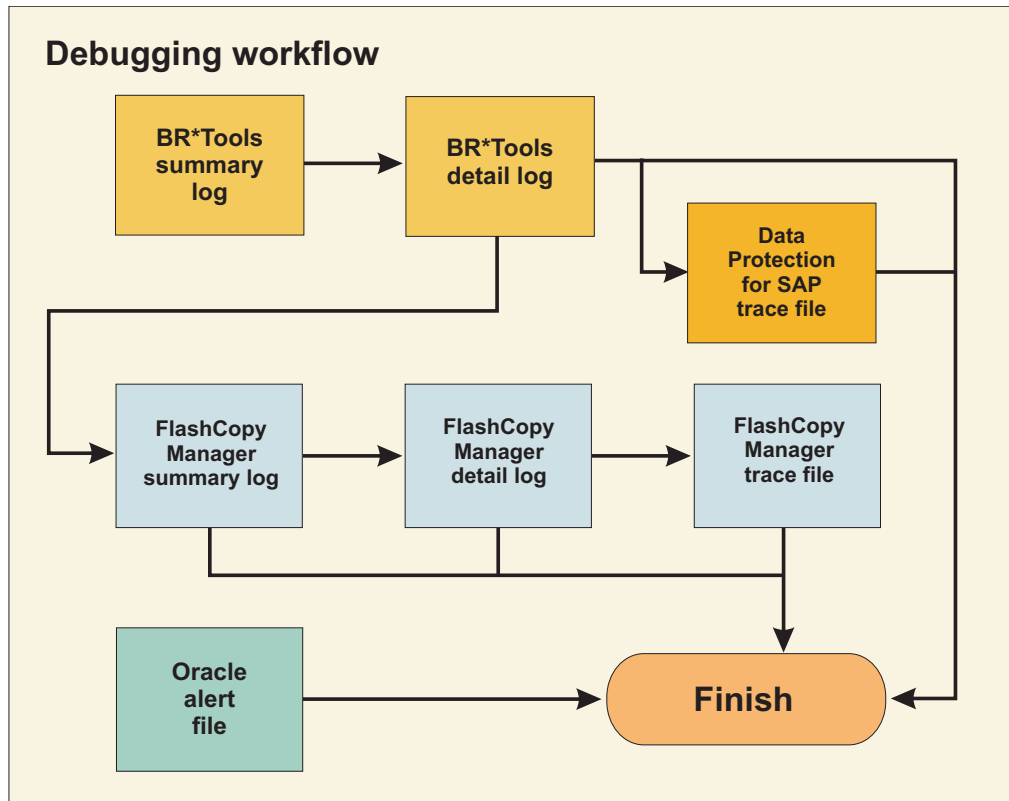 Debugging workflow
BR*Tools
summary
log
BR*Tools
detail log
Data
Protection
for SAP
trace file
FlashCopy
Manager
summary log
FlashCopy
Manager
detail log
FlashCopy
Manager
trace file
Oracle
alert
file
Finish